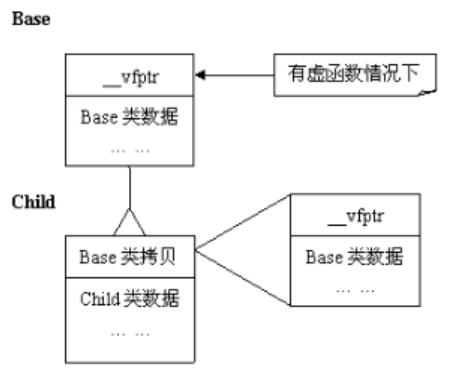 Base
__vfptr
有虚函数情况下
Base 类数据
... ...
Child
__vfptr
Base 类拷贝
Base 类数据
Child 类数据
... ...
... ...